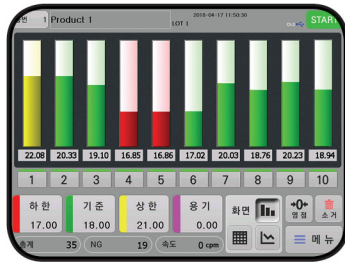 1 Product 1
LOT 1
2018-04-17 11:50:30
START
22.08 20.33 19.10 16.85 16.86 17.02 20.03 18.76 20.23 18.94
1 2 3 4 5 6 7 8 9 10
하한 기준 상한 용기 화면 영점 소거
17.00 18.00 21.00 0.00
총계 35 NG 19 속도 0 cpm 메뉴